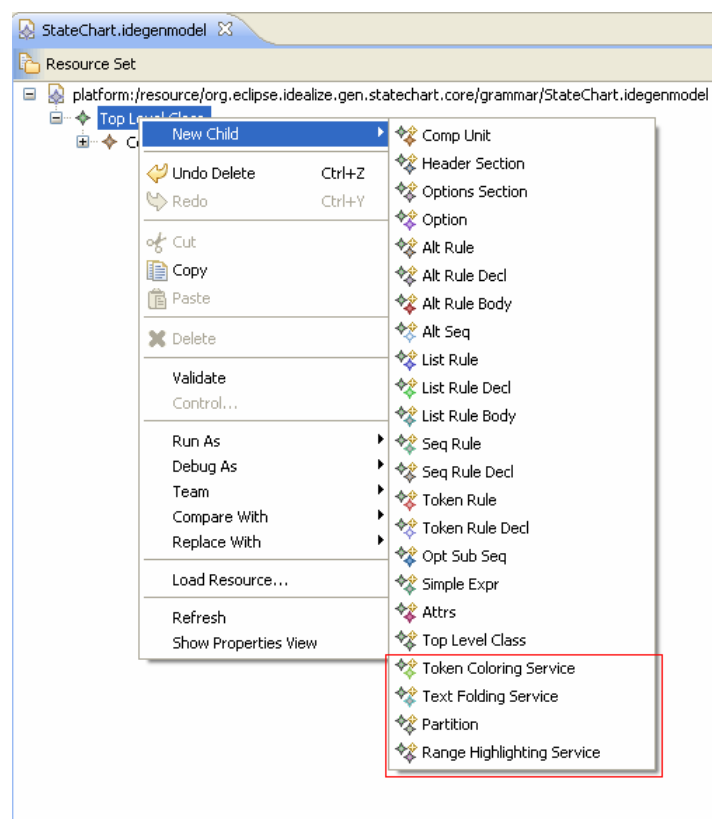 StateChart.idegenmodel
Resource Set
platform:/resource/org.eclipse.idealize.gen.statechart.core/grammar/StateChart.idegenmodel
Top Level Class
New Child
Undo Delete Ctrl+Z
Redo Ctrl+Y
Cut
Copy
Paste
Delete
Validate
Control...
Run As
Debug As
Team
Compare With
Replace With
Load Resource...
Refresh
Show Properties View
Comp Unit
Header Section
Options Section
Option
Alt Rule
Alt Rule Decl
Alt Rule Body
Alt Seq
List Rule
List Rule Decl
List Rule Body
Seq Rule
Seq Rule Decl
Token Rule
Token Rule Decl
Opt Sub Seq
Simple Expr
Attrs
Top Level Class
Token Coloring Service
Text Folding Service
Partition
Range Highlighting Service